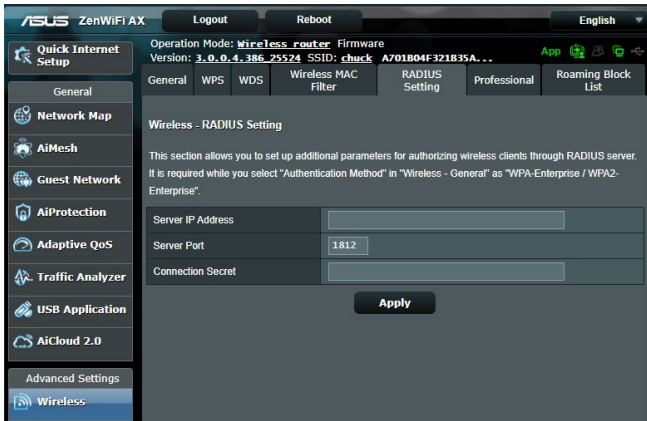 ASUS ZenWiFi AX Logout Reboot English
Quick Internet Setup
Operation Mode: Wireless router Firmware
Version: 3.0.0.4.386_25524 SSID: chuck A701B04F321B35A...
App
General WPS WDS Wireless MAC Filter RADIUS Setting Professional Roaming Block List
General
Network Map
AiMesh
Guest Network
AiProtection
Adaptive QoS
Traffic Analyzer
USB Application
AiCloud 2.0
Advanced Settings
Wireless
Wireless - RADIUS Setting
This section allows you to set up additional parameters for authorizing wireless clients through RADIUS server.
It is required while you select "Authentication Method" in "Wireless - General" as "WPA-Enterprise / WPA2-
Enterprise".
Server IP Address
Server Port 1812
Connection Secret
Apply